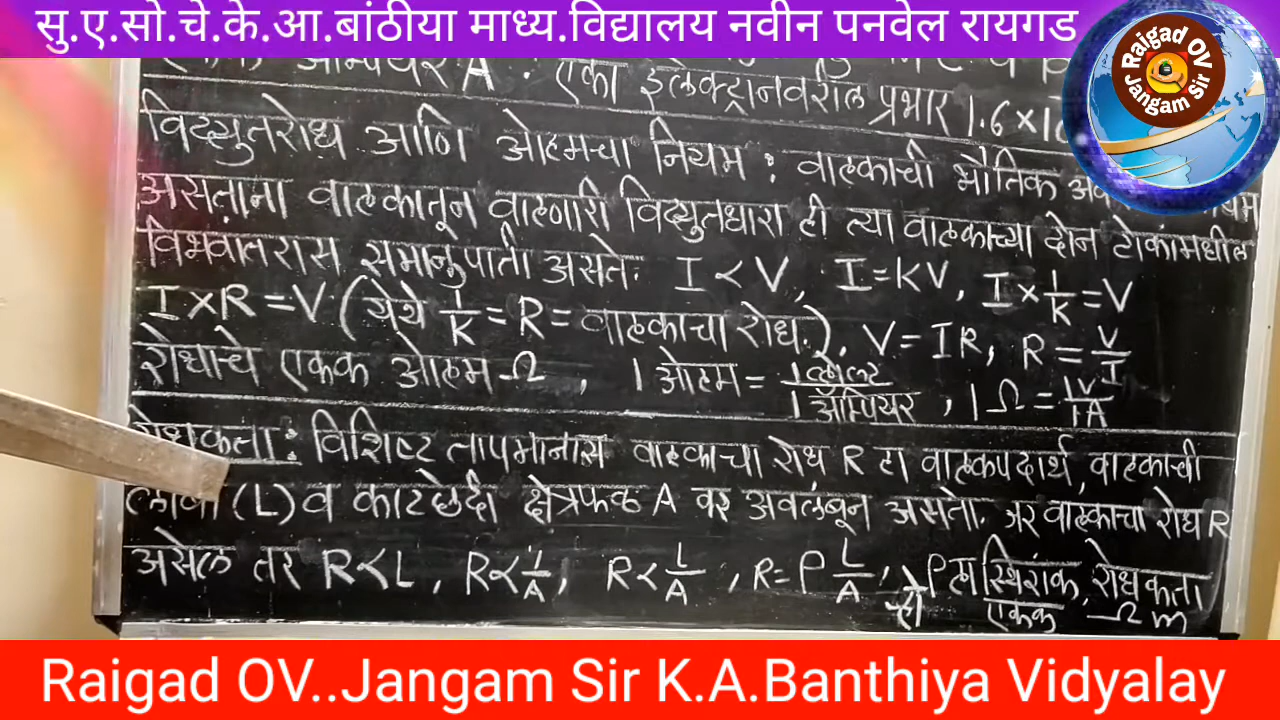 सु.ए.सो.चे.के.आ.बांठीया माध्य.विद्यालय नवीन पनवेल रायगड
Raigad OV
Jangam Sir
A . एका इलेक्ट्रानवरील प्रभार 1.6×10
विद्युतरोध आणि ओहमचा नियम : वाहकाची भौतिक
असताना वाहकातून वाहणारी विद्युतधारा ही त्या वाहकाच्या दोन टोकांमधील
विभवांतरास समानुपाती असते. I < V, I=KV, I×1/K=V
I×R=V (येथे 1/K=R= वाहकाचा रोध.). V=IR, R=V/I
रोधाचे एकक ओहम Ω, 1 ओहम= 1 व्होल्ट/1 ॲम्पियर, 1Ω=1V/1A
रोधकता : विशिष्ट तापमानास वाहकाचा रोध R हा वाहकपदार्थ, वाहकाची
लांबी (L) व काटछेदी क्षेत्रफळ A वर अवलंबून असतो. जर वाहकाचा रोध R
असेल तर R<L, R<1/A, R<L/A, R=ρ L/A, ρ हा स्थिरांक, रोधकता
ही एकक Ω m
Raigad OV..Jangam Sir K.A.Banthiya Vidyalay